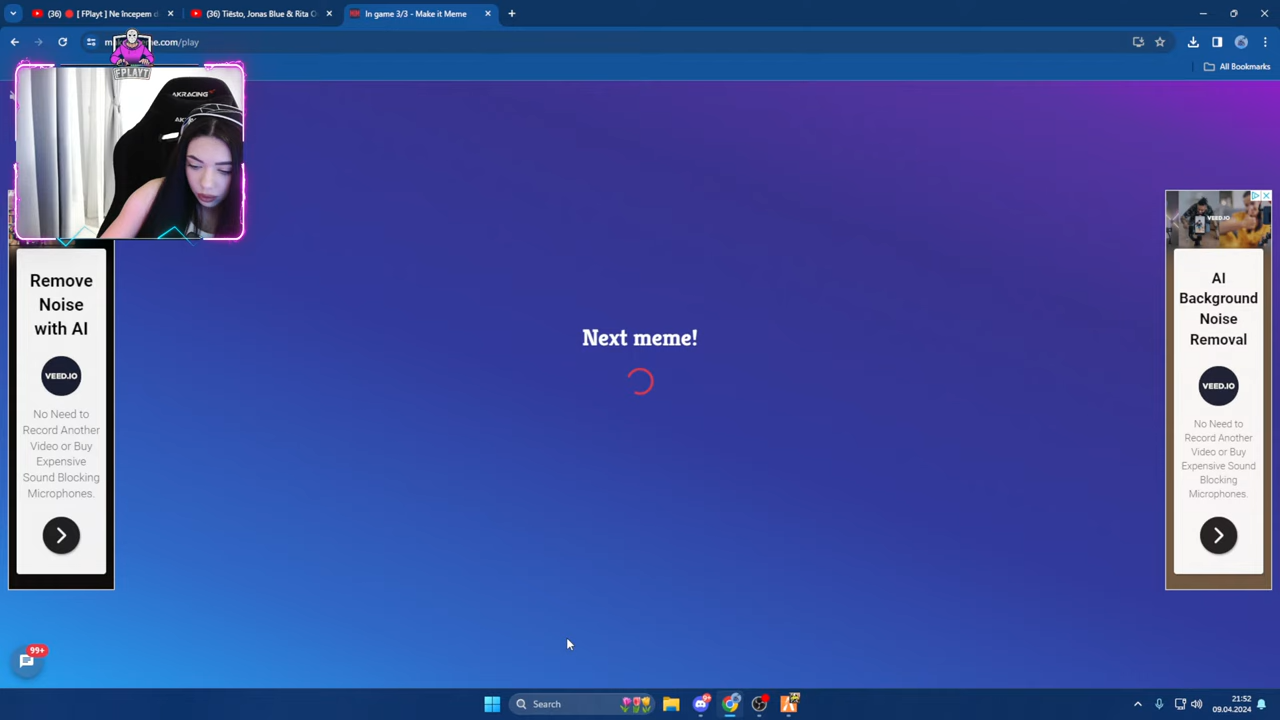 (36) [ FPlayt ] Ne Incepem d
(36) Tiësto, Jonas Blue & Rita O
In game 3/3 - Make it Meme
eme.com/play
All Bookmarks
FPLAYT
AKRACING
Remove
Noise
with AI
VEED.IO
No Need to
Record Another
Video or Buy
Expensive
Sound Blocking
Microphones.
Next meme!
VEED.IO
AI
Background
Noise
Removal
VEED.IO
No Need to
Record Another
Video or Buy
Expensive Sound
Blocking
Microphones.
99+
Search
21:52
09.04.2024